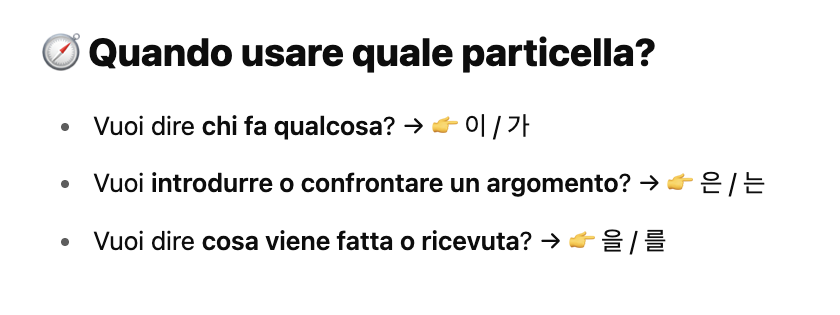 🧭 Quando usare quale particella?
• Vuoi dire chi fa qualcosa? → 👉 이 / 가
• Vuoi introdurre o confrontare un argomento? → 👉 은 / 는
• Vuoi dire cosa viene fatta o ricevuta? → 👉 을 / 를